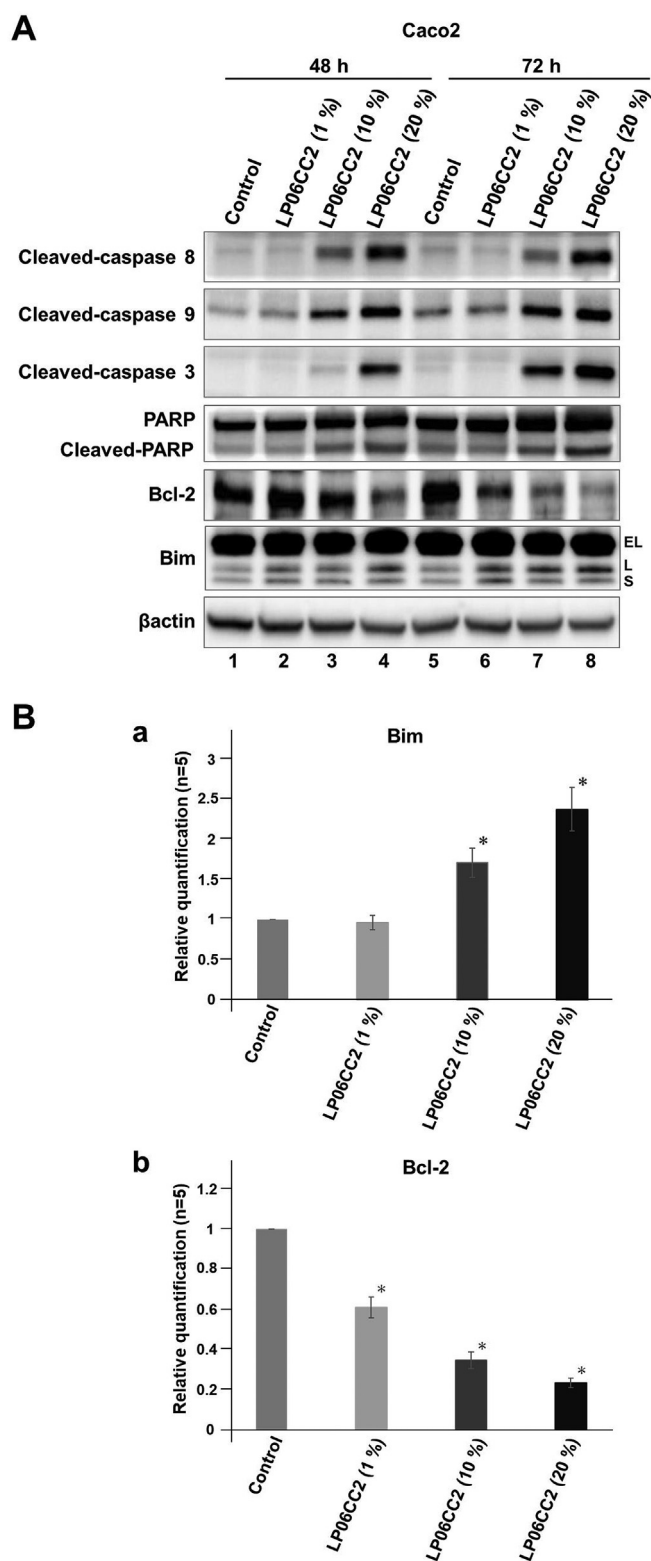 A
Caco2
48 h 72 h
Control LP06CC2 (1 %) LP06CC2 (10 %) LP06CC2 (20 %) Control LP06CC2 (1 %) LP06CC2 (10 %) LP06CC2 (20 %)
Cleaved-caspase 8
Cleaved-caspase 9
Cleaved-caspase 3
PARP
Cleaved-PARP
Bcl-2
Bim
EL
L
S
βactin
1 2 3 4 5 6 7 8
B
a
Bim
Relative quantification (n=5)
3
2.5
2
1.5
1
0.5
0
* *
Control LP06CC2 (1 %) LP06CC2 (10 %) LP06CC2 (20 %)
b
Bcl-2
Relative quantification (n=5)
1.2
1
0.8
0.6
0.4
0.2
0
* * *
Control LP06CC2 (1 %) LP06CC2 (10 %) LP06CC2 (20 %)